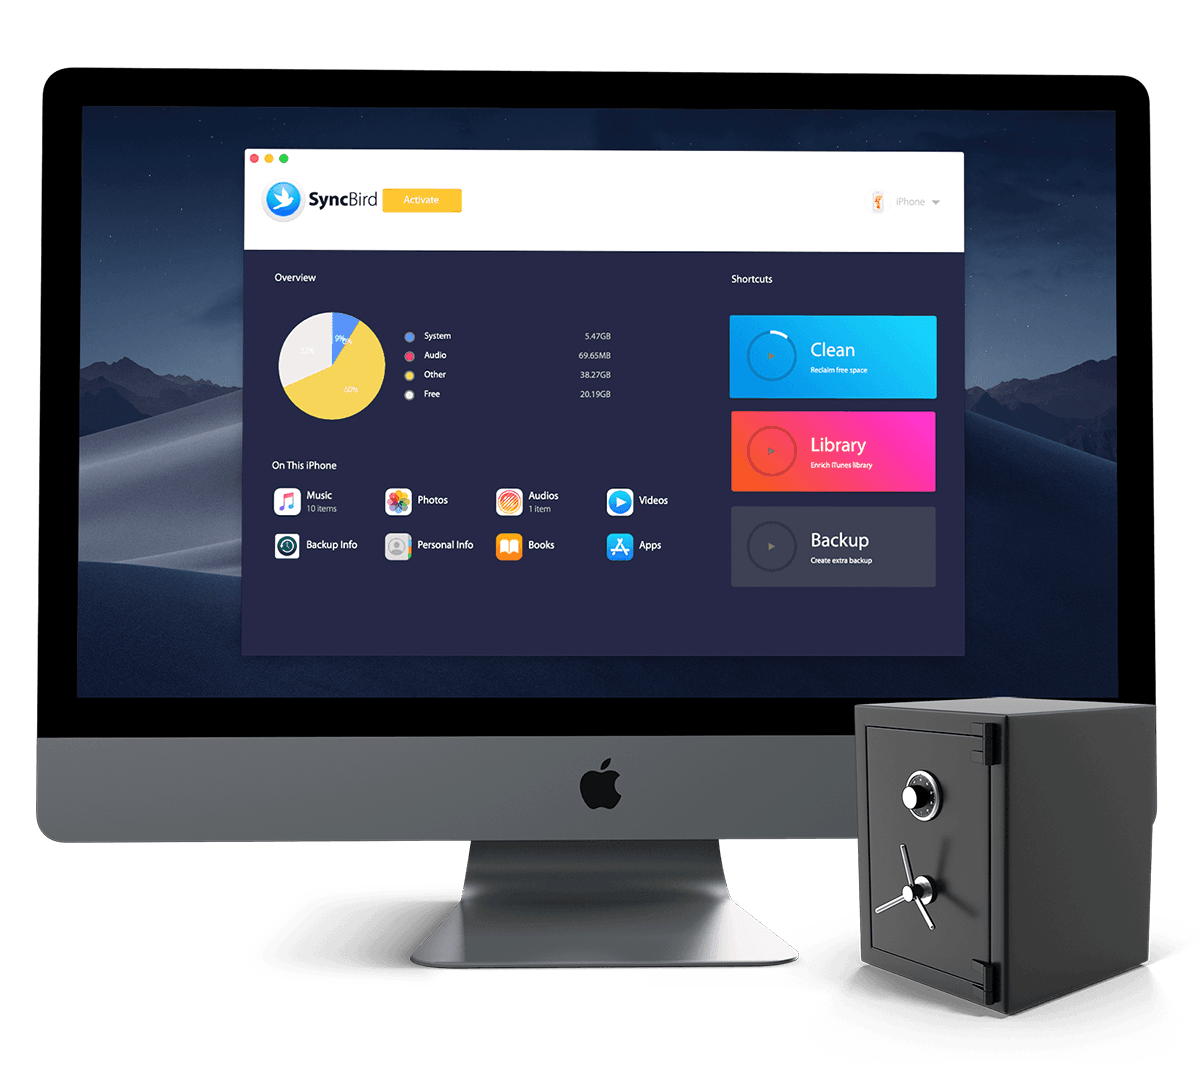 SyncBird
Activate
iPhone
Overview
Shortcuts
9%
60%
System 5.47GB
Audio 69.65MB
Other 38.27GB
Free 20.19GB
Clean
Reclaim free space
Library
Enrich iTunes library
Backup
Create extra backup
On This iPhone
Music
10 items
Photos
Audios
1 item
Videos
Backup Info
Personal Info
Books
Apps